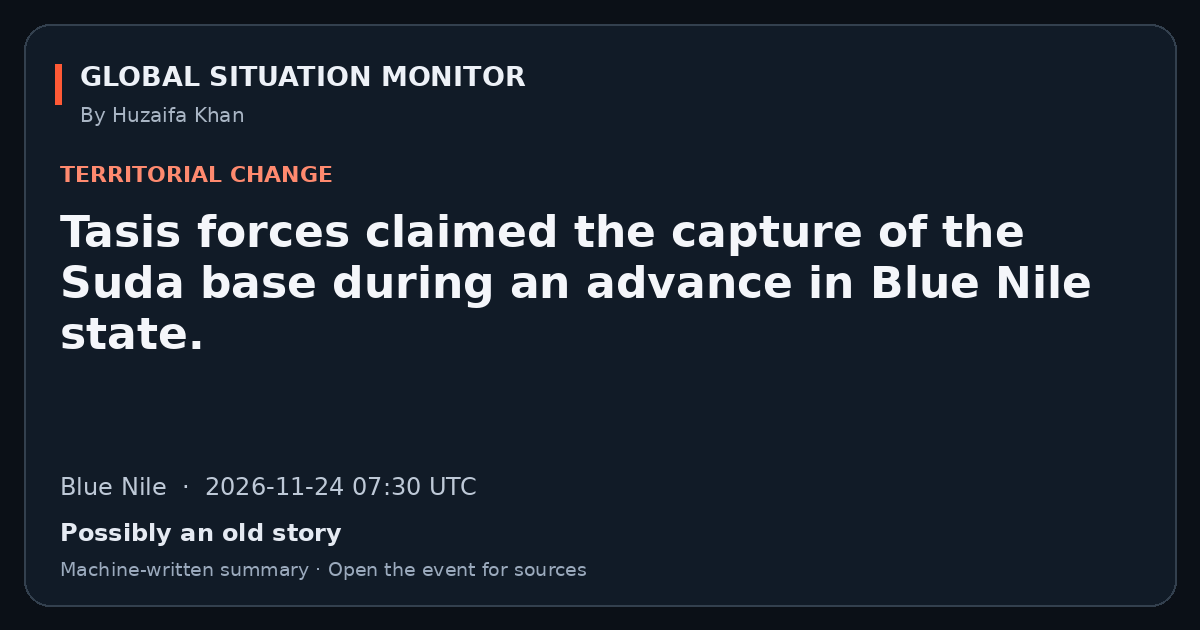 GLOBAL SITUATION MONITOR
By Huzaifa Khan
TERRITORIAL CHANGE
Tasis forces claimed the capture of the
Suda base during an advance in Blue Nile
state.
Blue Nile · 2026-11-24 07:30 UTC
Possibly an old story
Machine-written summary · Open the event for sources